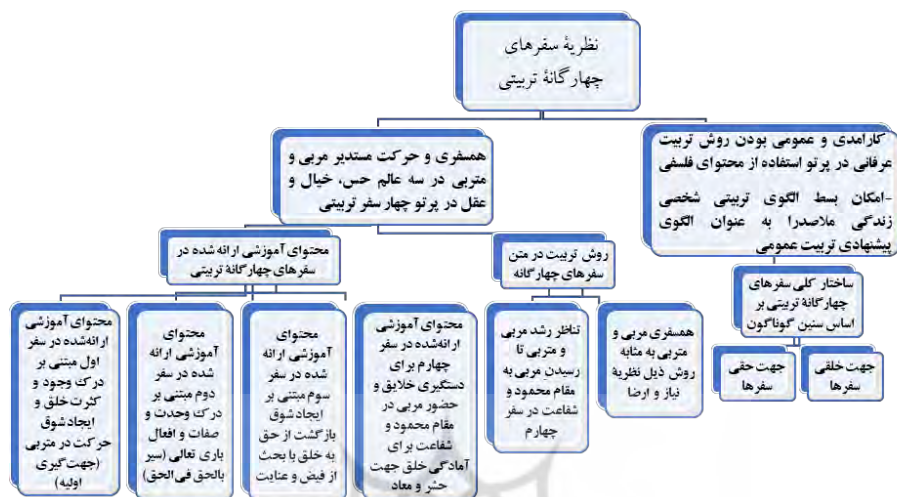 نظریۀ سفرهای
چهارگانۀ تربیتی
-کارامدی و عمومی بودن روش تربیت
عرفانی در پرتو استفاده از محتوای فلسفی
-امکان بسط الگوی تربیتی شخصی
زندگی ملاصدرا به عنوان الگوی
پیشنهادی تربیت عمومی
همسفری و حرکت مستدیر مربی و
متربی در سه عالم حس، خیال و
عقل در پرتو چهار سفر تربیتی
ساختار کلی سفرهای
چهارگانۀ تربیتی بر
اساس سنین گوناگون
جهت خلقی
سفرها
جهت حقی
سفرها
روش تربیت در متن
سفرهای چهارگانه
محتوای آموزشی ارائه شده در
سفرهای چهارگانۀ تربیتی
همسفری مربی و
متربی به مثابه
روش ذیل نظریۀ
نیاز و ارضا
تناظر رشد مربی
و متربی تا
رسیدن مربی به
مقام محمود و
شفاعت در سفر
چهارم
محتوای آموزشی
ارائه‌شده در سفر
چهارم برای
دستگیری خلایق و
حضور مربی در
مقام محمود و
شفاعت برای
آمادگی خلق جهت
حشر و معاد
محتوای
آموزشی ارائه
شده در سفر
سوم مبتنی بر
ایجاد شوق
بازگشت از حق
به خلق با بحث
از فیض و عنایت
محتوای
آموزشی ارائه
شده در سفر
دوم مبتنی بر
درک وحدت و
صفات و افعال
باری تعالی (سیر
بالحق فی الحق)
محتوای آموزشی
ارائه‌شده در سفر
اول مبتنی بر
درک وجود و
کثرت خلق و
ایجاد شوق
حرکت در متربی
(جهت‌گیری
اولیه)